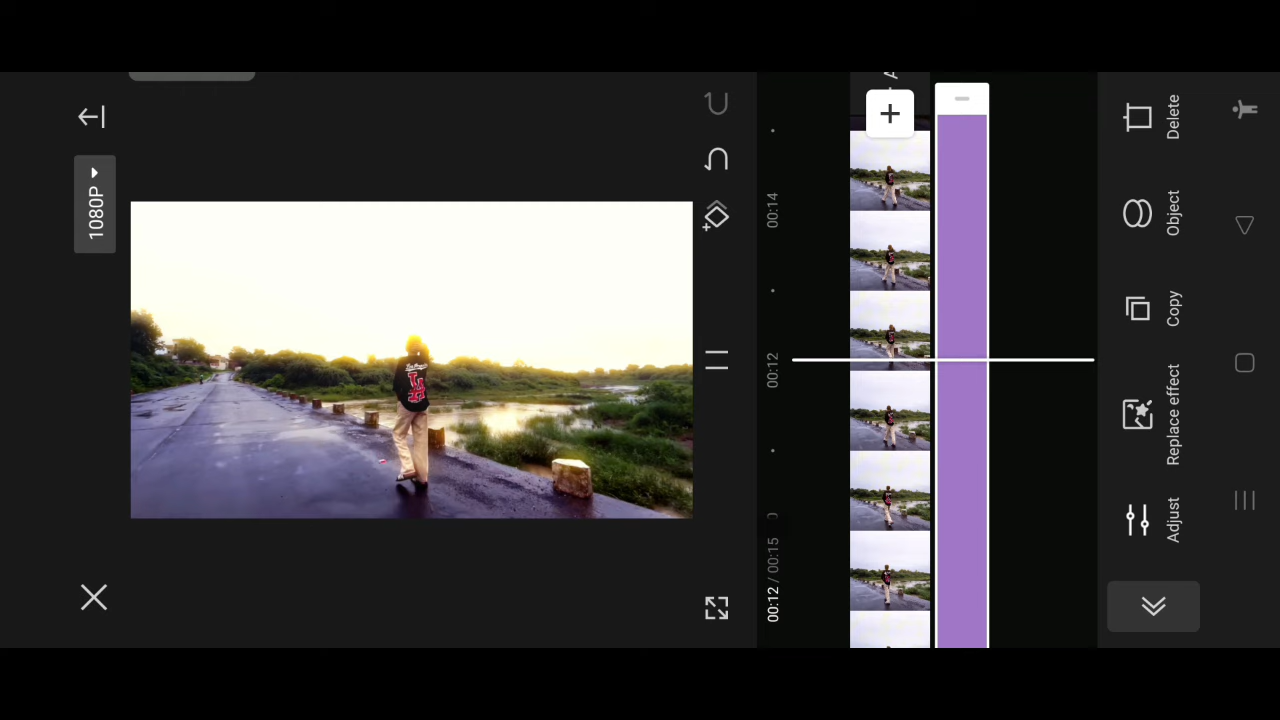 1080P
00:12 / 00:15
00:12
00:14
Adjust
Replace effect
Copy
Object
Delete